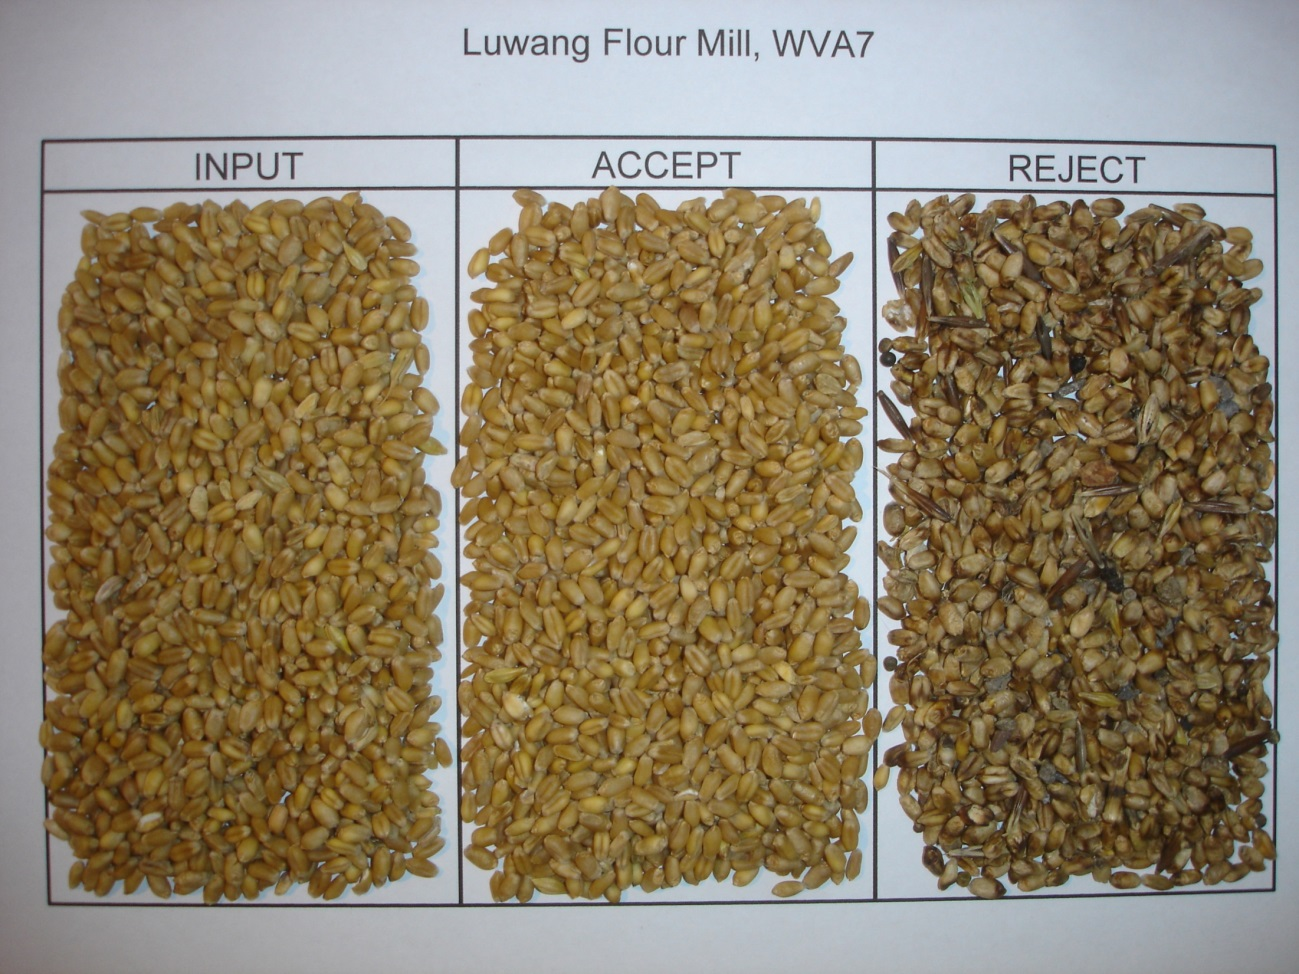 Luwang Flour Mill, WVA7
INPUT
ACCEPT
REJECT